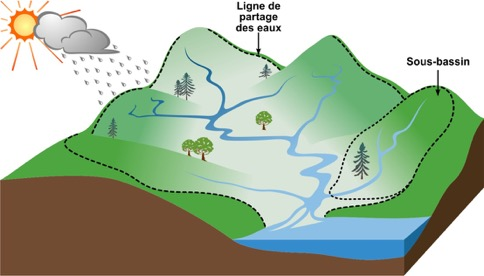 Ligne de
partage
des eaux
Sous-bassin